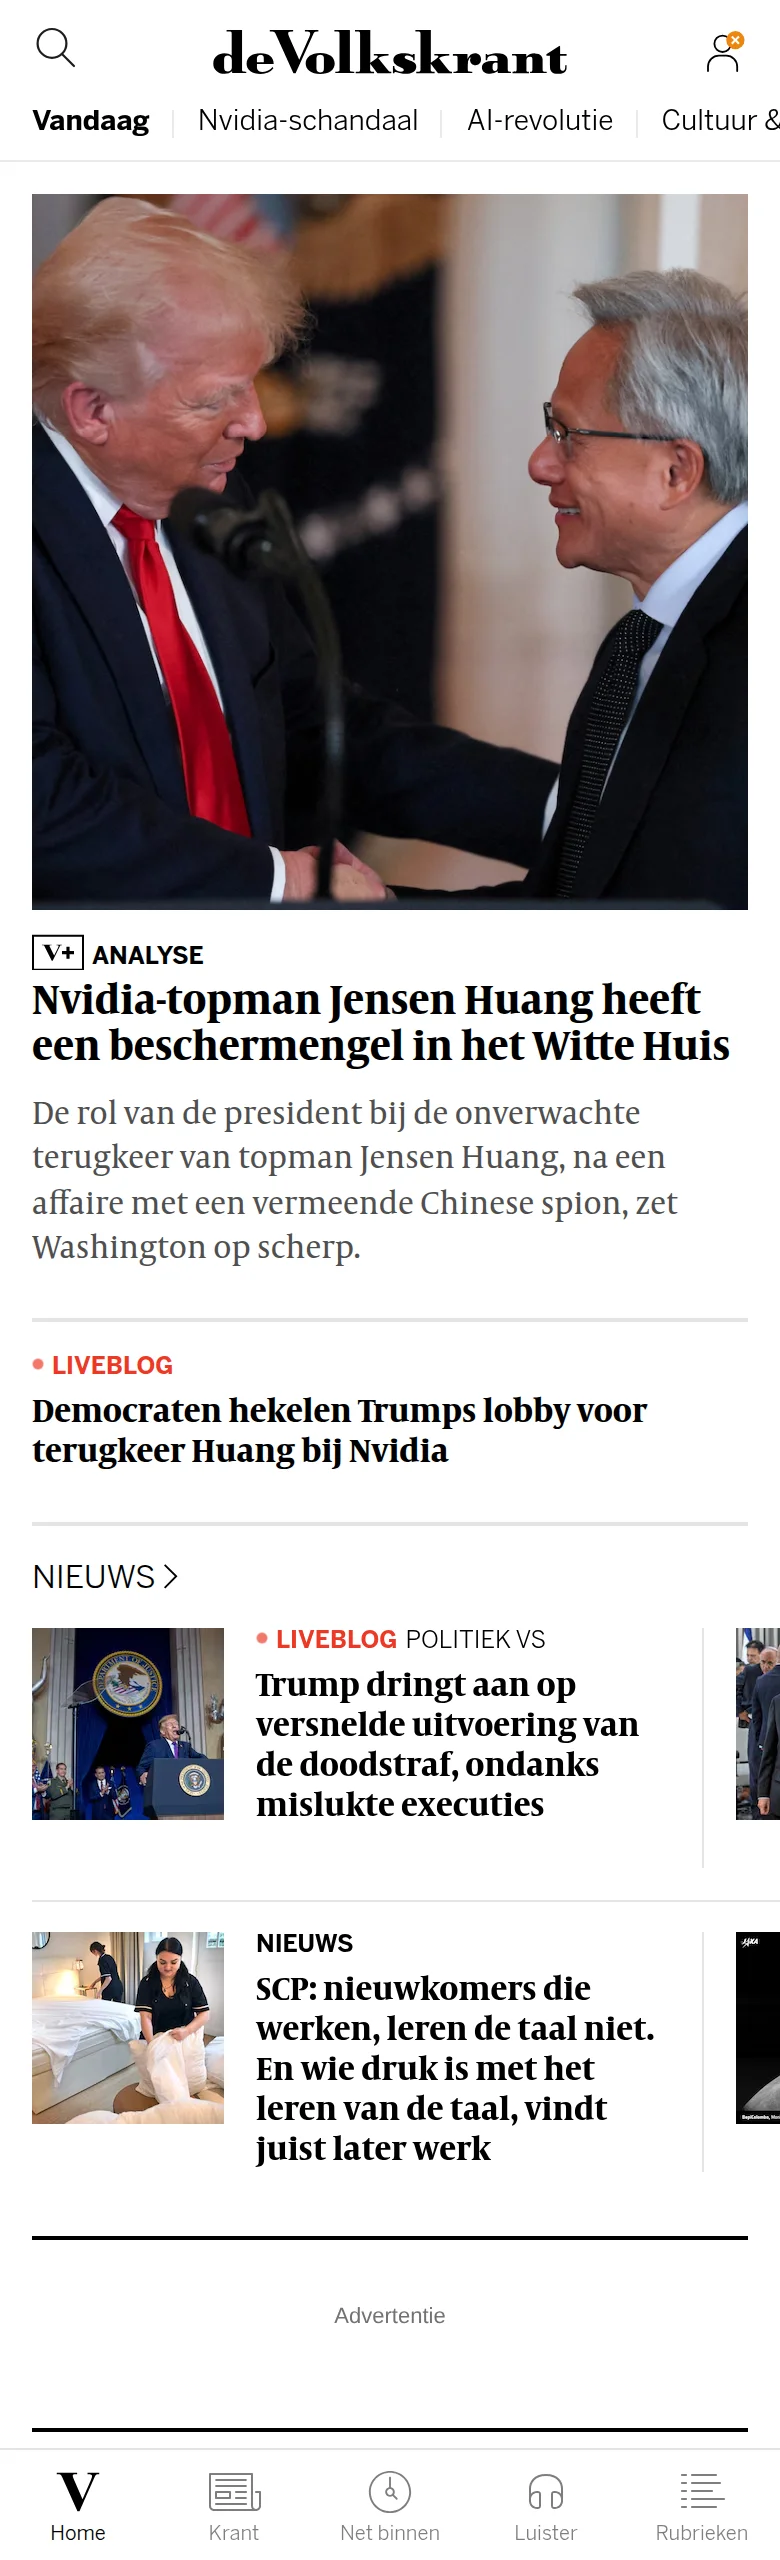 deVolkskrant
Vandaag
Nvidia-schandaal
AI-revolutie
Cultuur &
V+ ANALYSE
Nvidia-topman Jensen Huang heeft
een beschermengel in het Witte Huis
De rol van de president bij de onverwachte
terugkeer van topman Jensen Huang, na een
affaire met een vermeende Chinese spion, zet
Washington op scherp.
LIVEBLOG
Democraten hekelen Trumps lobby voor
terugkeer Huang bij Nvidia
NIEUWS
LIVEBLOG POLITIEK VS
Trump dringt aan op
versnelde uitvoering van
de doodstraf, ondanks
mislukte executies
NIEUWS
SCP: nieuwkomers die
werken, leren de taal niet.
En wie druk is met het
leren van de taal, vindt
juist later werk
Advertentie
V
Home
Krant
Net binnen
Luister
Rubrieken